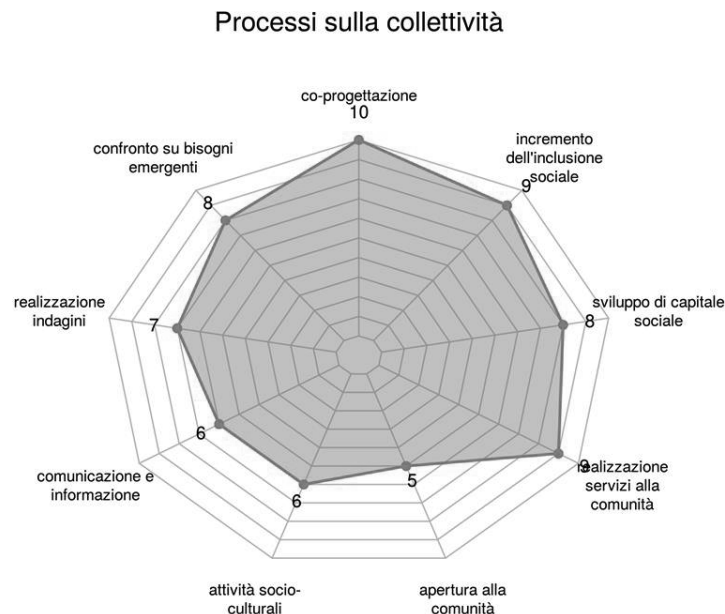 Processi sulla collettività
co-progettazione
10
incremento
dell'inclusione
sociale
9
sviluppo di capitale
sociale
8
realizzazione
servizi alla
comunità
9
apertura alla
comunità
5
attività socio-
culturali
6
comunicazione e
informazione
6
realizzazione
indagini
7
confronto su bisogni
emergenti
8